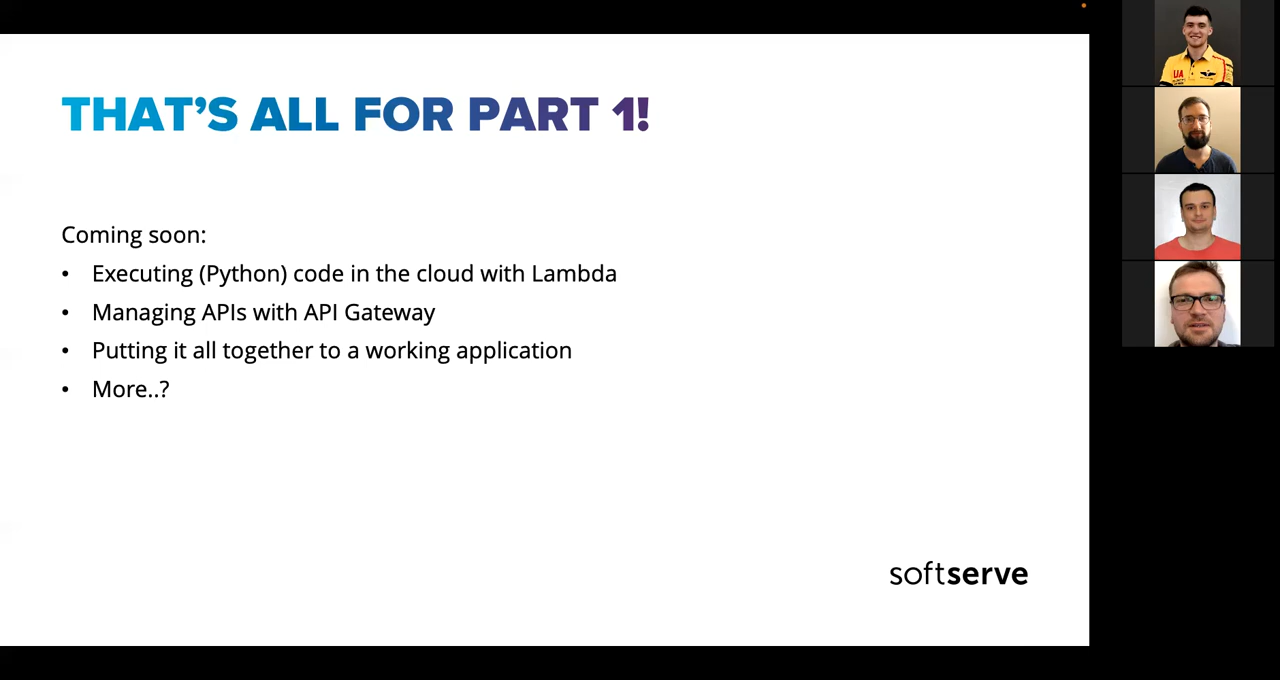 THAT’S ALL FOR PART 1!
Coming soon:
• Executing (Python) code in the cloud with Lambda
• Managing APIs with API Gateway
• Putting it all together to a working application
• More..?
softserve
UA